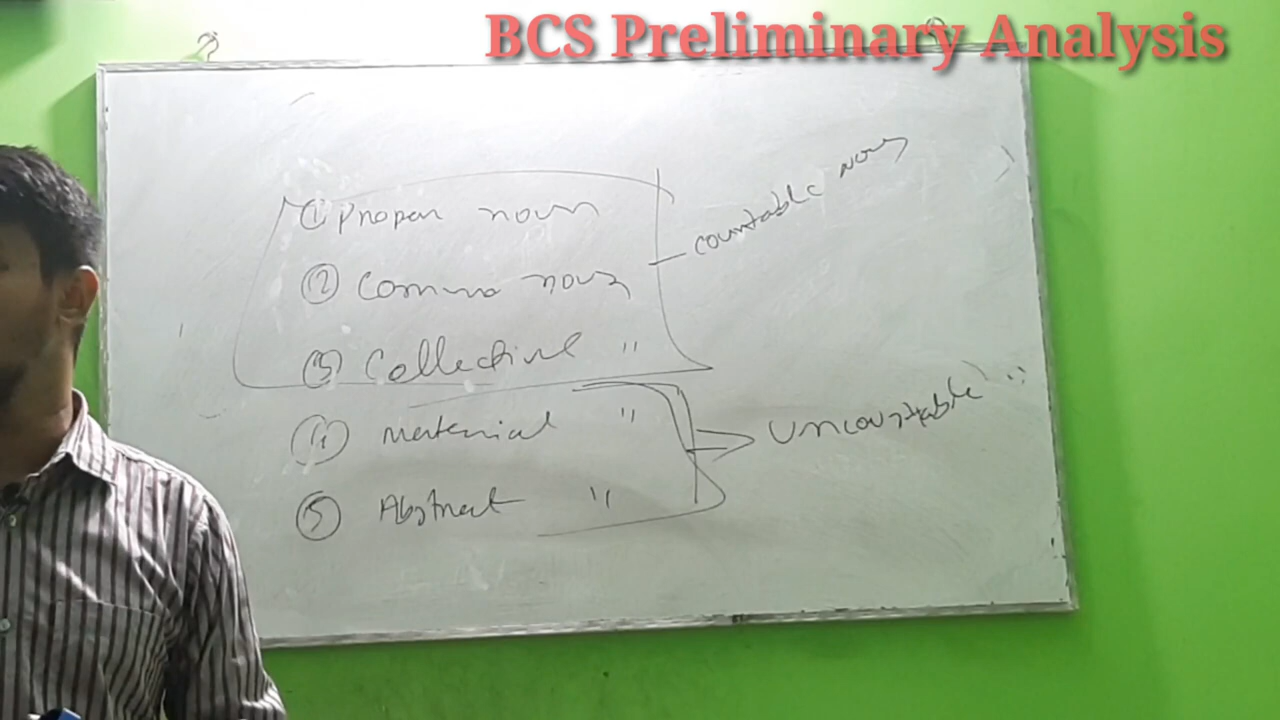 BCS Preliminary Analysis
① Proper noun
countable noun
② Common noun
③ Collective "
④ Material "
Uncountable "
⑤ Abstract "